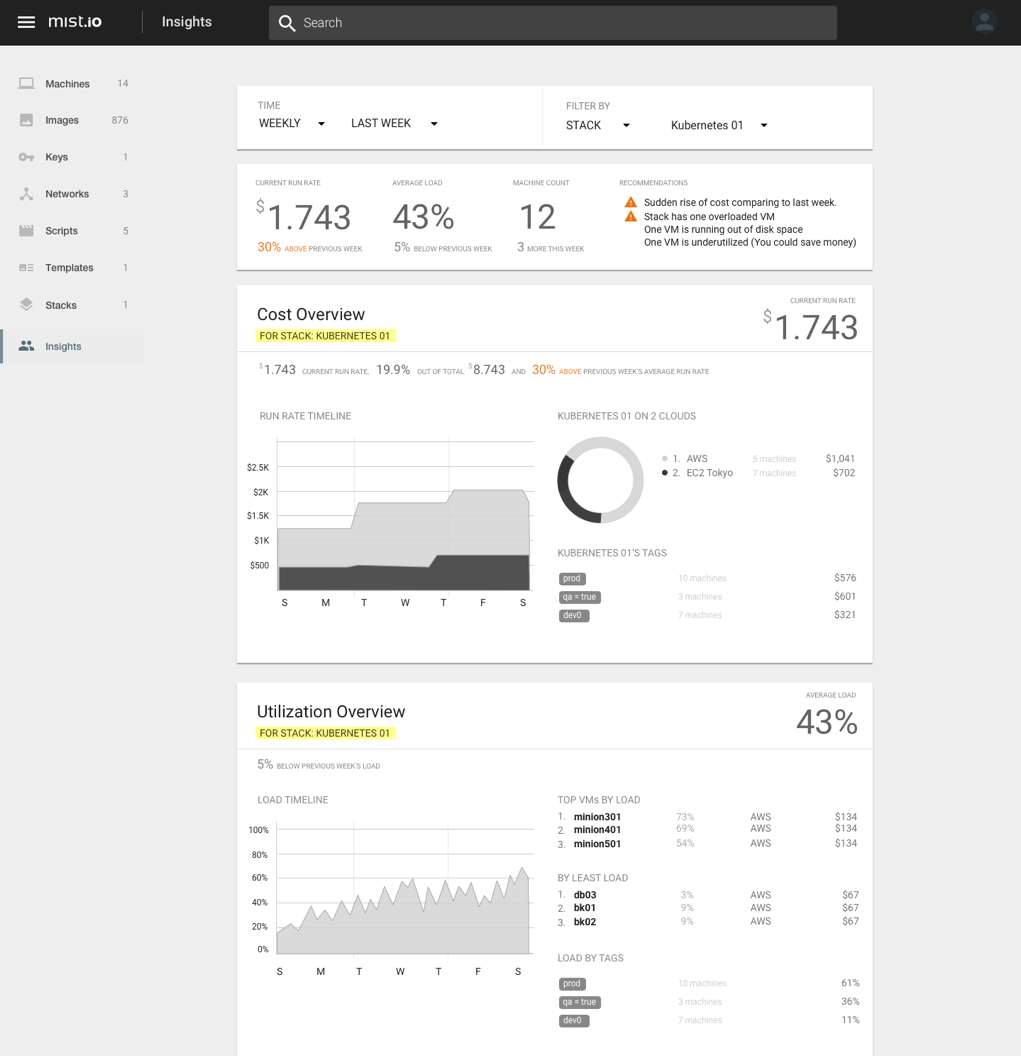 mist.io Insights Search
Machines 14
Images 876
Keys 1
Networks 3
Scripts 5
Templates 1
Stacks 1
Insights
TIME
WEEKLY LAST WEEK
FILTER BY
STACK Kubernetes 01
CURRENT RUN RATE
$1.743
30% ABOVE PREVIOUS WEEK
AVERAGE LOAD
43%
5% BELOW PREVIOUS WEEK
MACHINE COUNT
12
3 MORE THIS WEEK
RECOMMENDATIONS
Sudden rise of cost comparing to last week.
Stack has one overloaded VM
One VM is running out of disk space
One VM is underutilized (You could save money)
Cost Overview
FOR STACK: KUBERNETES 01
CURRENT RUN RATE
$1.743
$1.743 CURRENT RUN RATE, 19.9% OUT OF TOTAL $8.743 AND 30% ABOVE PREVIOUS WEEK'S AVERAGE RUN RATE
RUN RATE TIMELINE
$2.5K
$2K
$1.5K
$1K
$500
S M T W T F S
KUBERNETES 01 ON 2 CLOUDS
1. AWS 5 machines $1,041
2. EC2 Tokyo 7 machines $702
KUBERNETES 01'S TAGS
prod 10 machines $576
qa = true 3 machines $601
dev0 7 machines $321
Utilization Overview
FOR STACK: KUBERNETES 01
AVERAGE LOAD
43%
5% BELOW PREVIOUS WEEK'S LOAD
LOAD TIMELINE
100%
80%
60%
40%
20%
0%
S M T W T F S
TOP VMs BY LOAD
1. minion301 73% AWS $134
2. minion401 69% AWS $134
3. minion501 54% AWS $134
BY LEAST LOAD
1. db03 3% AWS $67
2. bk01 9% AWS $67
3. bk02 9% AWS $67
LOAD BY TAGS
prod 10 machines 61%
qa = true 3 machines 36%
dev0 7 machines 11%